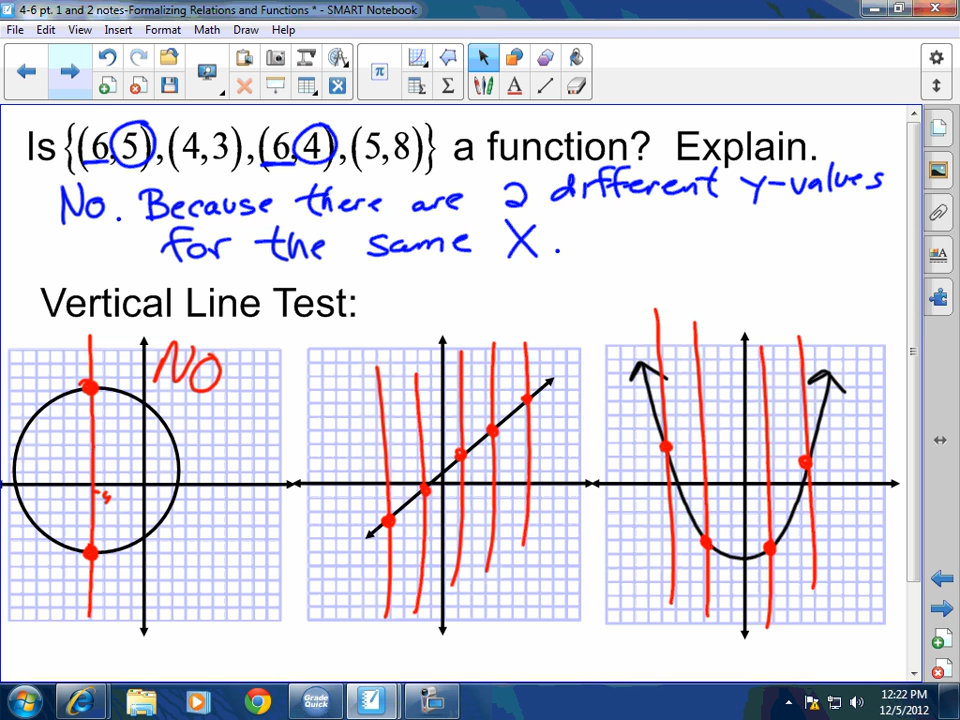 4-6 pt. 1 and 2 notes-Formalizing Relations and Functions * - SMART Notebook
File Edit View Insert Format Math Draw Help
π Σ A
Is {(6,5),(4,3),(6,4),(5,8)} a function? Explain.
No. Because there are 2 different y-values
for the same X.
Vertical Line Test:
NO
Grade
Quick
12:22 PM
12/5/2012